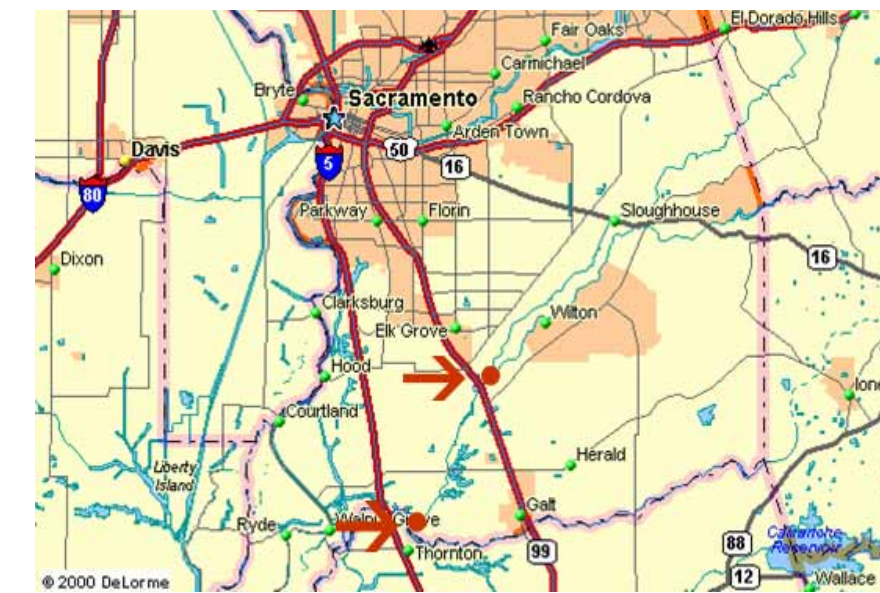 El Dorado Hills
Fair Oaks
Carmichael
Bryte
Sacramento
Rancho Cordova
Arden Town
Davis
50
5
16
80
Parkway
Florin
Sloughhouse
16
Dixon
Clarksburg
Wilton
Elk Grove
Hood
Ione
Courtland
Herald
Liberty
Island
Galt
Ryde
Walnut Grove
Thornton
99
88
Reservoir
12
Wallace
© 2000 DeLorme